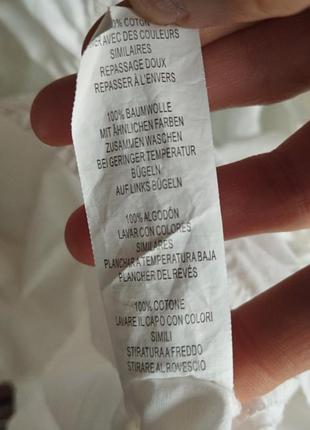 100% COTON
AVEC DES COULEURS
SIMILAIRES
REPASSAGE DOUX
REPASSER À L'ENVERS
100% BAUMWOLLE
MIT ÄHNLICHEN FARBEN
ZUSAMMEN WASCHEN
BEI GERINGER TEMPERATUR
BÜGELN
AUF LINKS BÜGELN
100% ALGODÓN
LAVAR CON COLORES
SIMILARES
PLANCHAR A TEMPERATURA BAJA
PLANCHER DEL REVÉS
100% COTONE
LAVARE IL CAPO CON COLORI
SIMILI
STIRATURA A FREDDO
STIRARE AL ROVESCIO